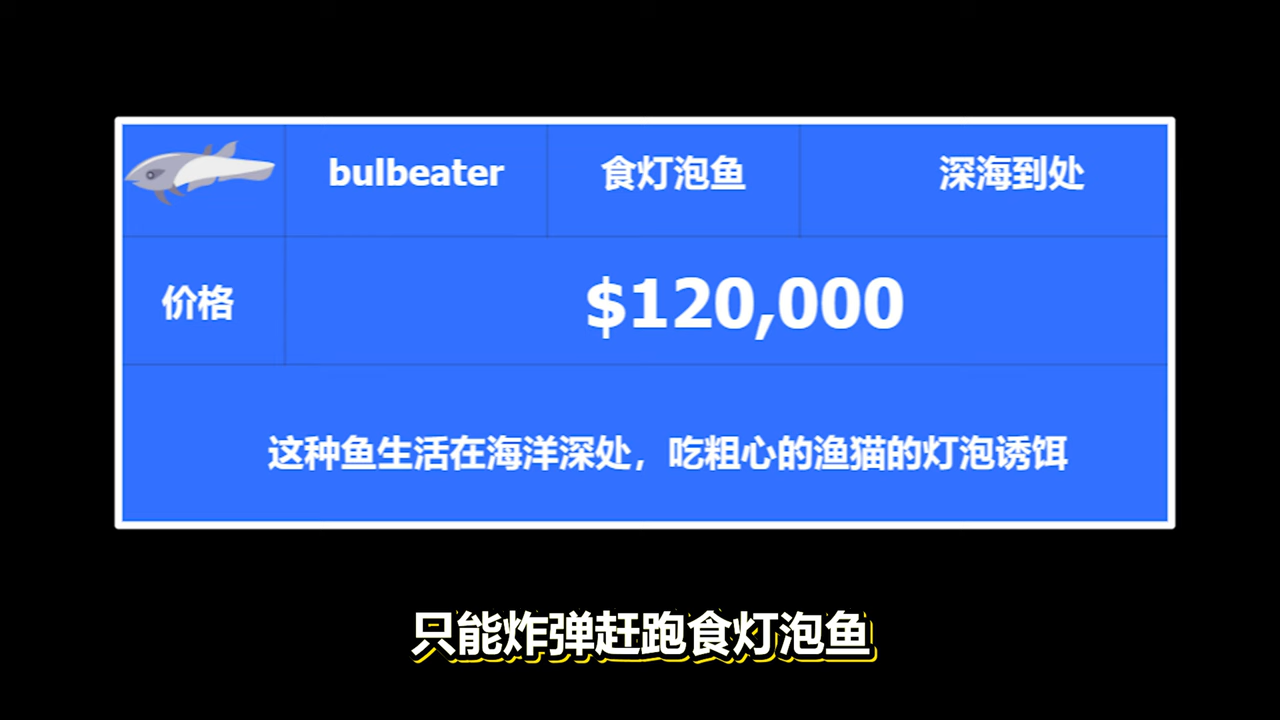 bulbeater 食灯泡鱼 深海到处
价格 $120,000
这种鱼生活在海洋深处，吃粗心的渔猫的灯泡诱饵
只能炸弹赶跑食灯泡鱼